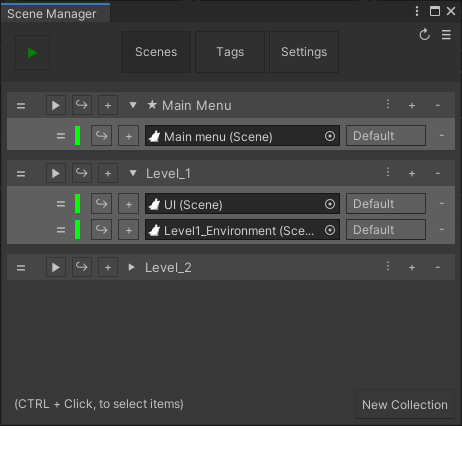 Scene Manager
Scenes Tags Settings
+ ★ Main Menu + -
+ Main menu (Scene) Default -
+ Level_1 + -
+ UI (Scene) Default -
+ Level1_Environment (Sce... Default -
+ Level_2 + -
(CTRL + Click, to select items) New Collection